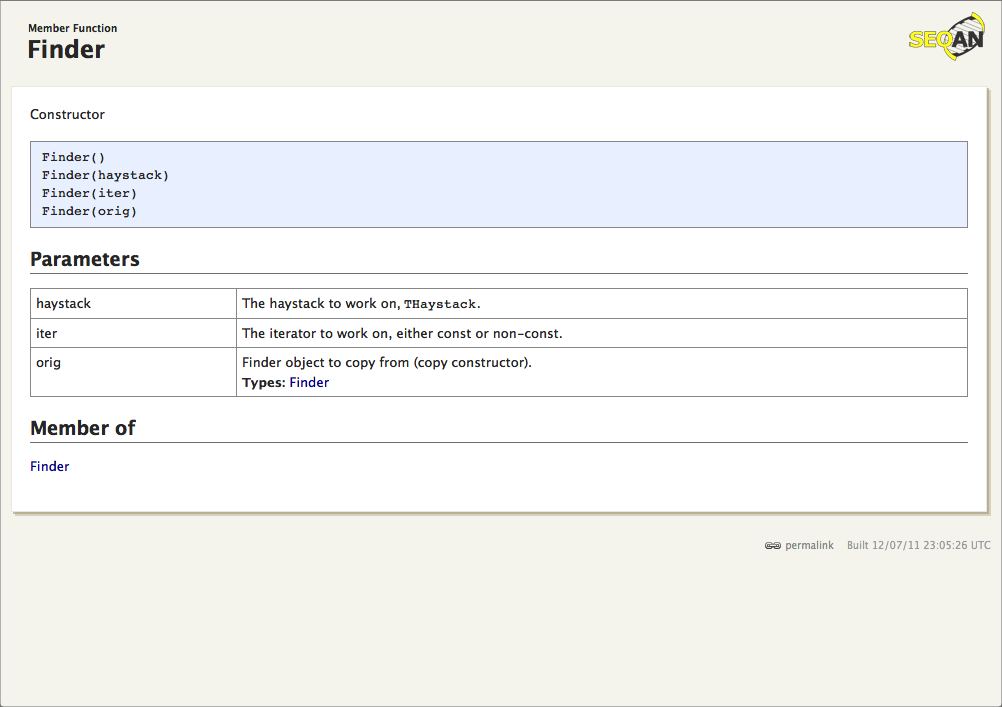 Member Function
Finder
SEQAN
Constructor
Finder()
Finder(haystack)
Finder(iter)
Finder(orig)
Parameters
haystack The haystack to work on, THaystack.
iter The iterator to work on, either const or non-const.
orig Finder object to copy from (copy constructor).
Types: Finder
Member of
Finder
permalink Built 12/07/11 23:05:26 UTC